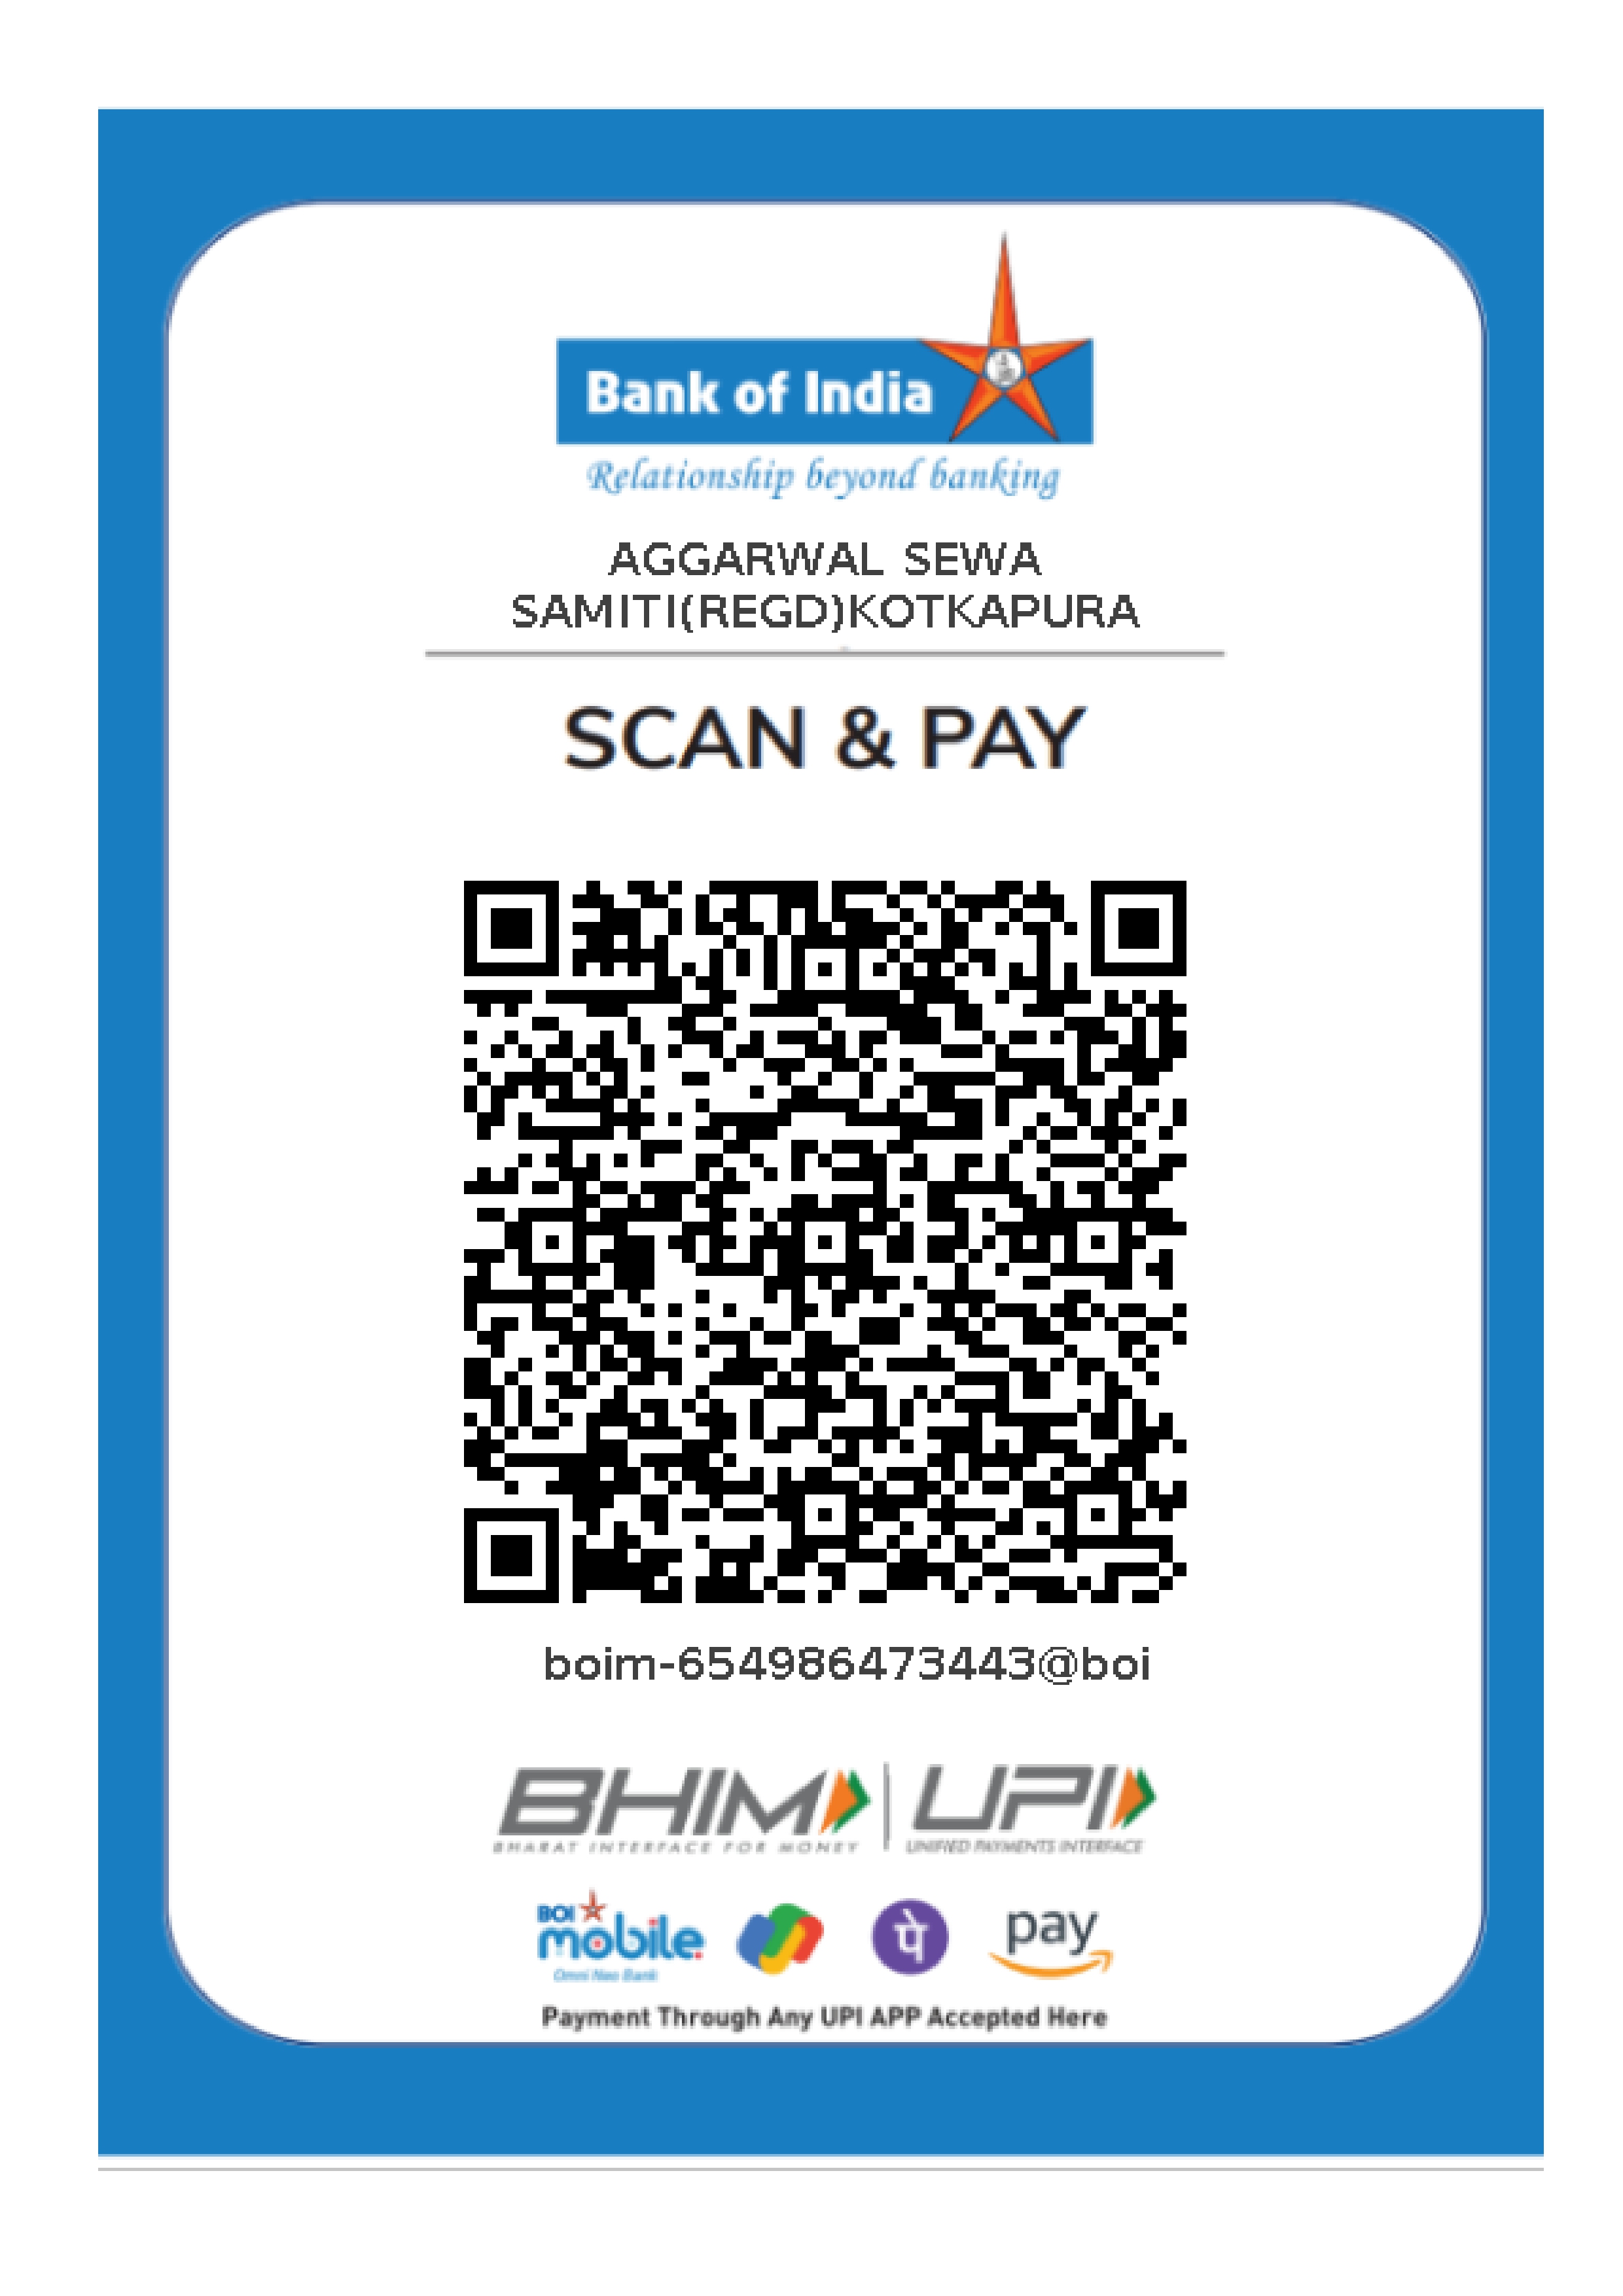 Bank of India
Relationship beyond banking
AGGARWAL SEWA
SAMITI(REGD)KOTKAPURA
SCAN & PAY
boim-654986473443@boi
BHIM UPI
BHARAT INTERFACE FOR MONEY UNIFIED PAYMENTS INTERFACE
BOI
mobile पे pay
Omni Neo Bank
Payment Through Any UPI APP Accepted Here